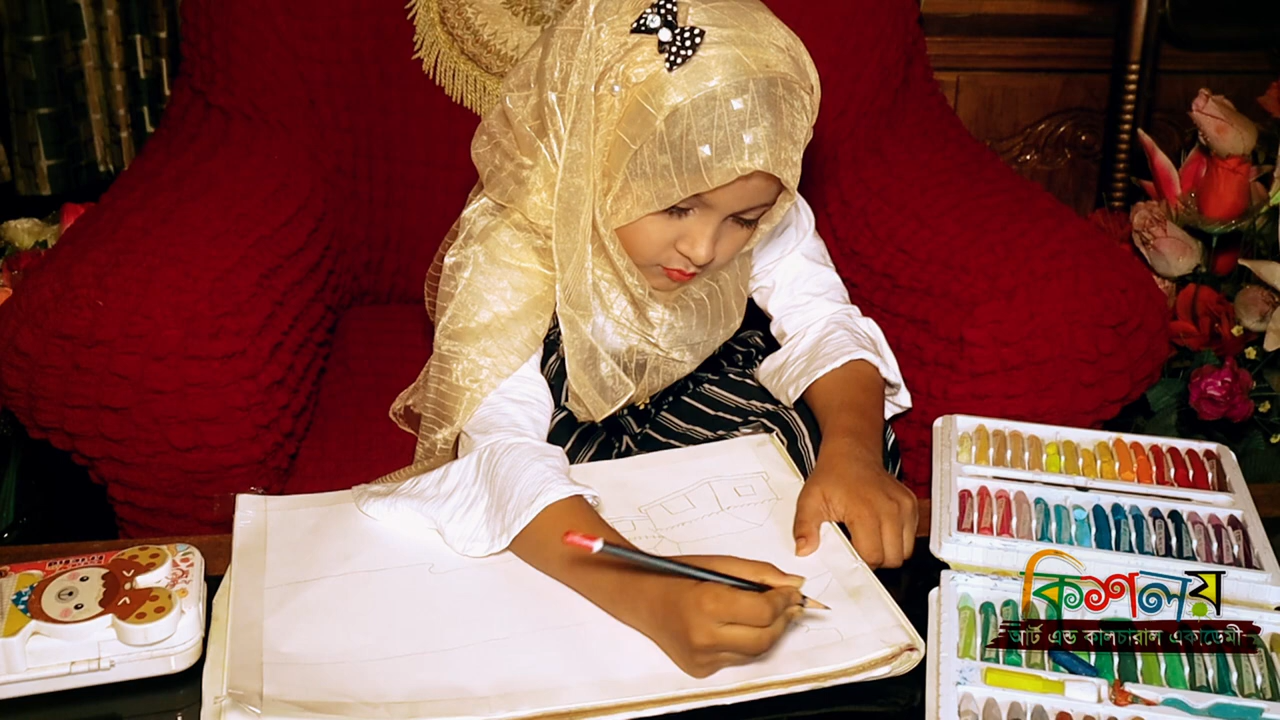 কিশলয়
আর্ট এন্ড কালচারাল একাডেমী